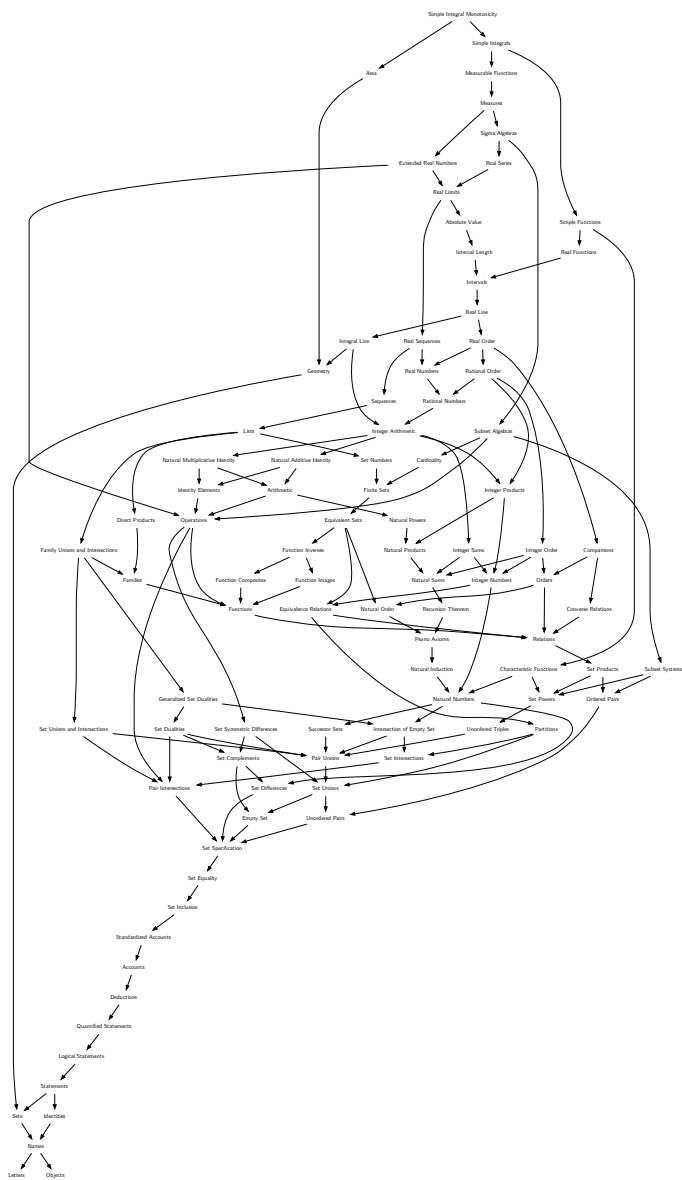 Simple Integral Monotonicity
Simple Integrals
Area
Measurable Functions
Measures
Sigma Algebras
Extended Real Numbers
Real Series
Real Limits
Absolute Value
Simple Functions
Interval Length
Real Functions
Intervals
Real Line
Integral Line
Real Sequences
Real Order
Geometry
Real Numbers
Rational Order
Sequences
Rational Numbers
Lists
Integer Arithmetic
Subset Algebras
Natural Multiplicative Identity
Natural Additive Identity
Set Numbers
Cardinality
Identity Elements
Arithmetic
Finite Sets
Integer Products
Direct Products
Operations
Equivalent Sets
Natural Powers
Family Unions and Intersections
Function Inverses
Natural Products
Integer Sums
Integer Order
Comparisons
Families
Function Composites
Function Images
Natural Sums
Integer Numbers
Orders
Functions
Equivalence Relations
Natural Order
Recursion Theorem
Converse Relations
Peano Axioms
Relations
Natural Induction
Characteristic Functions
Set Products
Subset Systems
Generalized Set Dualities
Natural Numbers
Set Powers
Ordered Pairs
Set Unions and Intersections
Set Dualities
Set Symmetric Differences
Successor Sets
Intersection of Empty Set
Unordered Triples
Partitions
Set Complements
Pair Unions
Set Intersections
Pair Intersections
Set Differences
Set Unions
Empty Set
Unordered Pairs
Set Specification
Set Equality
Set Inclusion
Standardized Accounts
Accounts
Deductions
Quantified Statements
Logical Statements
Statements
Sets
Identities
Names
Letters
Objects